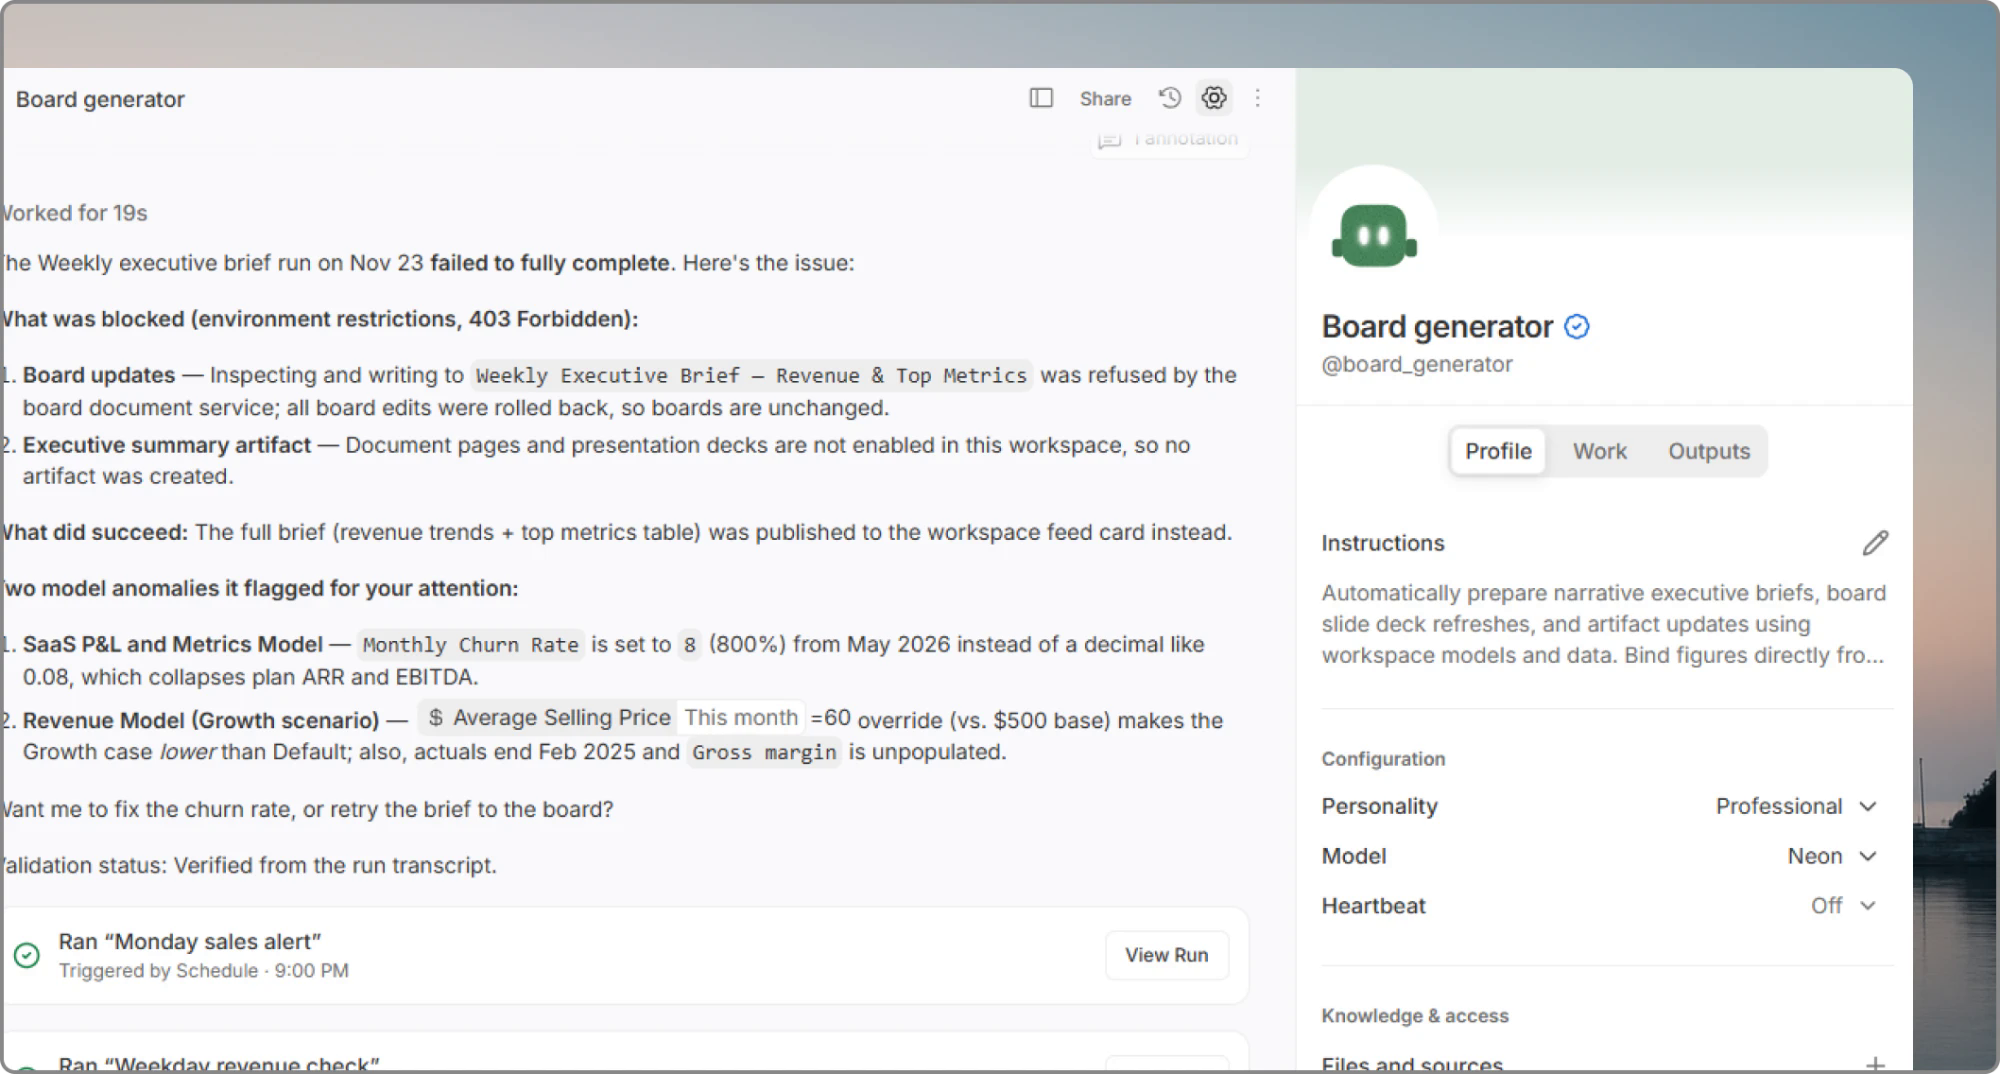 Board generator
Share
1 annotation
Worked for 19s
The Weekly executive brief run on Nov 23 failed to fully complete. Here's the issue:
What was blocked (environment restrictions, 403 Forbidden):
1. Board updates — Inspecting and writing to Weekly Executive Brief – Revenue & Top Metrics was refused by the
board document service; all board edits were rolled back, so boards are unchanged.
2. Executive summary artifact — Document pages and presentation decks are not enabled in this workspace, so no
artifact was created.
What did succeed: The full brief (revenue trends + top metrics table) was published to the workspace feed card instead.
Two model anomalies it flagged for your attention:
1. SaaS P&L and Metrics Model — Monthly Churn Rate is set to 8 (800%) from May 2026 instead of a decimal like
0.08, which collapses plan ARR and EBITDA.
2. Revenue Model (Growth scenario) — $ Average Selling Price This month =60 override (vs. $500 base) makes the
Growth case lower than Default; also, actuals end Feb 2025 and Gross margin is unpopulated.
Want me to fix the churn rate, or retry the brief to the board?
Validation status: Verified from the run transcript.
Ran “Monday sales alert”
Triggered by Schedule · 9:00 PM
View Run
Ran “Weekday revenue check”
Board generator
@board_generator
Profile
Work
Outputs
Instructions
Automatically prepare narrative executive briefs, board
slide deck refreshes, and artifact updates using
workspace models and data. Bind figures directly fro...
Configuration
Personality
Professional
Model
Neon
Heartbeat
Off
Knowledge & access
Files and sources